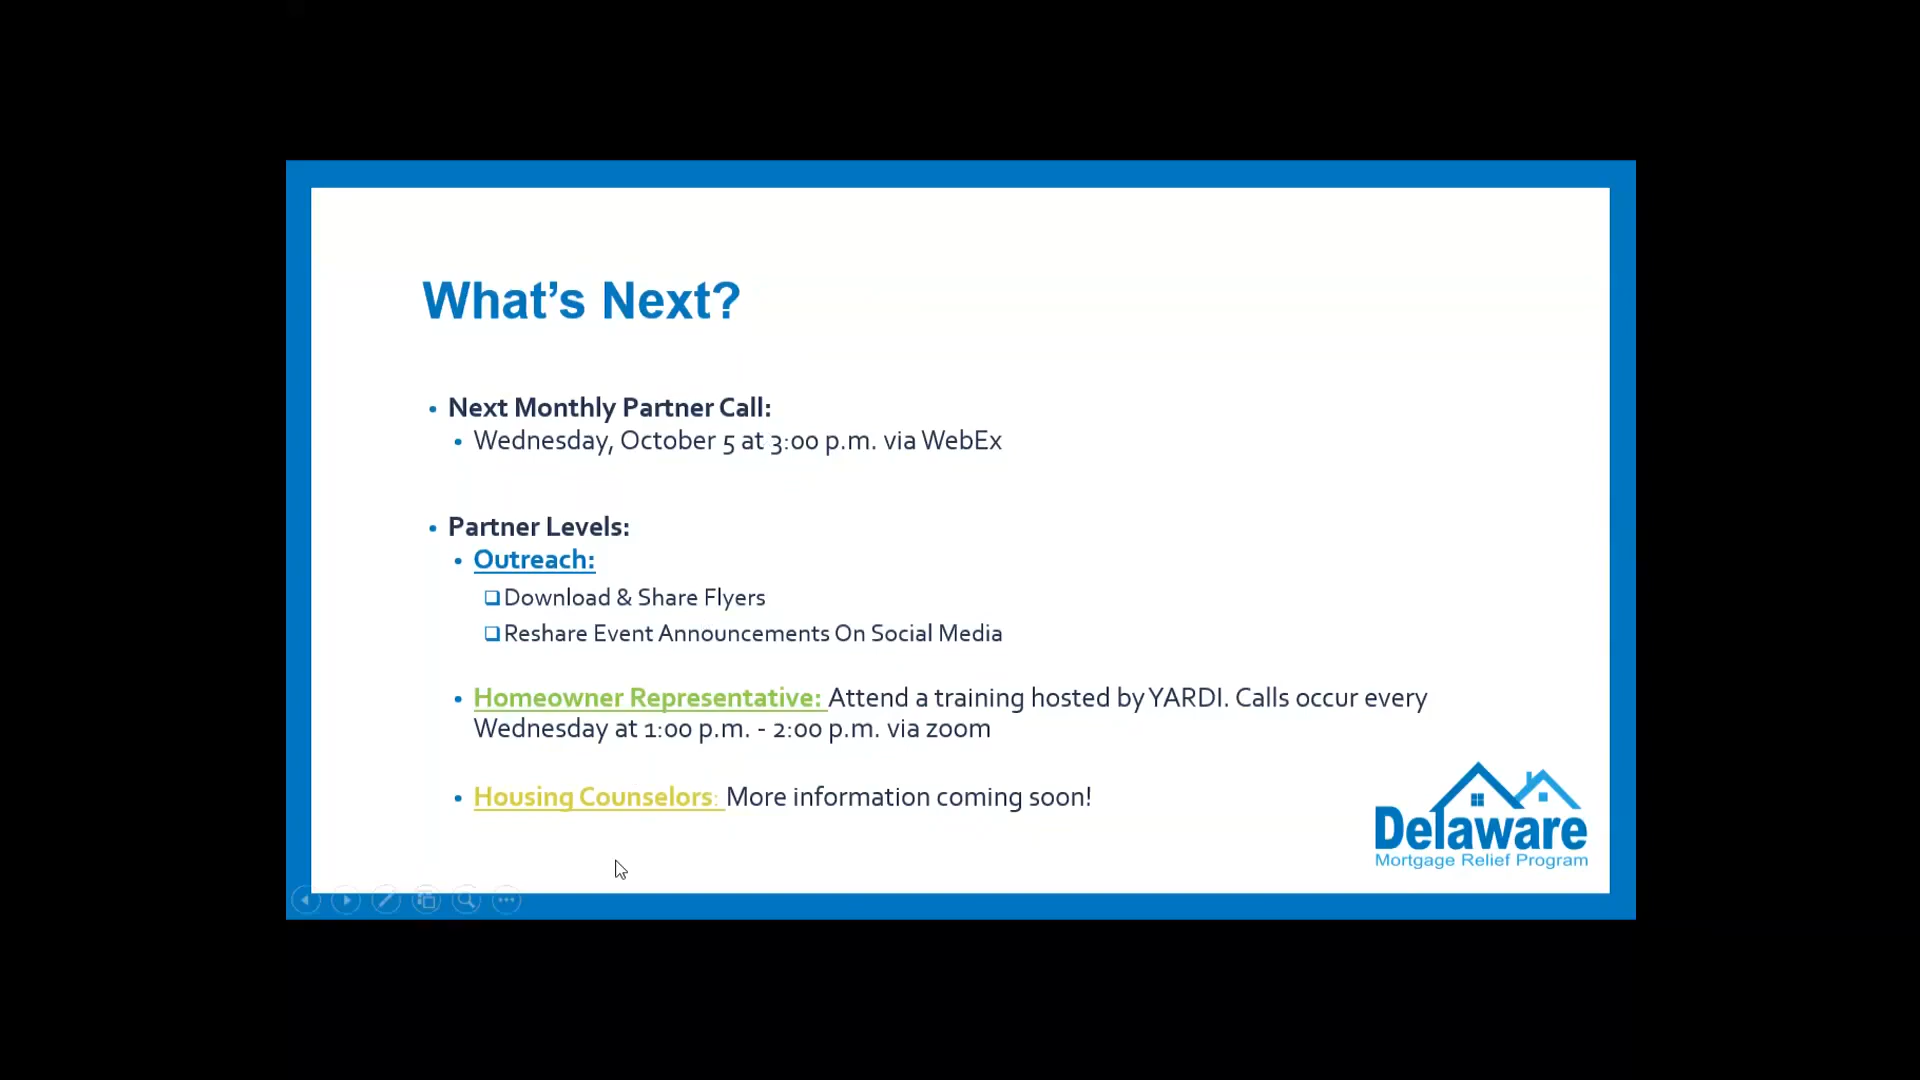 What’s Next?
Next Monthly Partner Call:
Wednesday, October 5 at 3:00 p.m. via WebEx
Partner Levels:
Outreach:
Download & Share Flyers
Reshare Event Announcements On Social Media
Homeowner Representative: Attend a training hosted by YARDI. Calls occur every
Wednesday at 1:00 p.m. - 2:00 p.m. via zoom
Housing Counselors: More information coming soon!
Delaware
Mortgage Relief Program